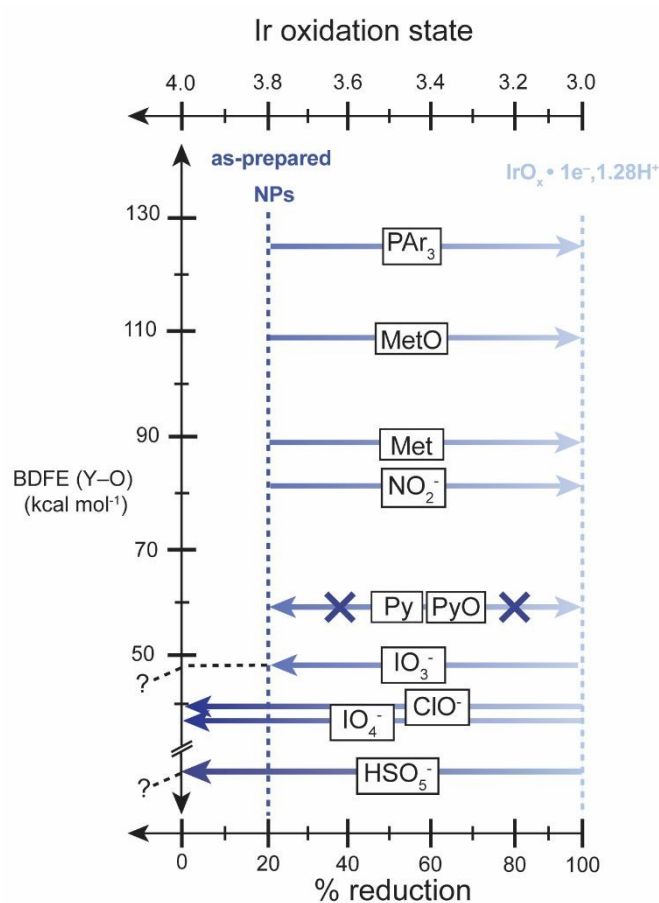 Ir oxidation state
4.0 3.8 3.6 3.4 3.2 3.0
as-prepared
NPs
IrOₓ • 1e⁻,1.28H⁺
130
PAr₃
110
MetO
90
Met
BDFE (Y–O)
(kcal mol⁻¹)
NO₂⁻
70
Py PyO
50
IO₃⁻
?
ClO⁻
IO₄⁻
HSO₅⁻
?
0 20 40 60 80 100
% reduction